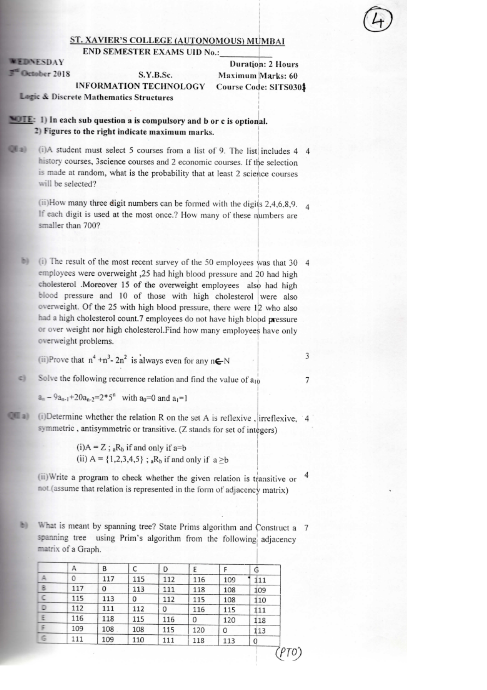 4
ST. XAVIER'S COLLEGE (AUTONOMOUS) MUMBAI
END SEMESTER EXAMS UID No.:
WEDNESDAY Duration: 2 Hours
3rd October 2018 S.Y.B.Sc. Maximum Marks: 60
INFORMATION TECHNOLOGY Course Code: SITS0303
Logic & Discrete Mathematics Structures
NOTE: 1) In each sub question a is compulsory and b or c is optional.
2) Figures to the right indicate maximum marks.
QI a) (i)A student must select 5 courses from a list of 9. The list includes 4 4
history courses, 3science courses and 2 economic courses. If the selection
is made at random, what is the probability that at least 2 science courses
will be selected?
(ii)How many three digit numbers can be formed with the digits 2,4,6,8,9. 4
If each digit is used at the most once.? How many of these numbers are
smaller than 700?
b) (i) The result of the most recent survey of the 50 employees was that 30 4
employees were overweight ,25 had high blood pressure and 20 had high
cholesterol .Moreover 15 of the overweight employees also had high
blood pressure and 10 of those with high cholesterol were also
overweight. Of the 25 with high blood pressure, there were 12 who also
had a high cholesterol count.7 employees do not have high blood pressure
or over weight nor high cholesterol.Find how many employees have only
overweight problems.
(ii)Prove that n⁴ +n³- 2n² is always even for any n∈N 3
c) Solve the following recurrence relation and find the value of a₁₀ 7
aₙ – 9aₙ₋₁+20aₙ₋₂=2*5ⁿ with a₀=0 and a₁=1
QII a) (i)Determine whether the relation R on the set A is reflexive , irreflexive, 4
symmetric , antisymmetric or transitive. (Z stands for set of integers)
(i)A = Z ; ₐRᵦ if and only if a=b
(ii) A = {1,2,3,4,5} ; ₐRᵦ if and only if a≥b
(ii)Write a program to check whether the given relation is transitive or 4
not.(assume that relation is represented in the form of adjacency matrix)
b) What is meant by spanning tree? State Prims algorithm and Construct a 7
spanning tree using Prim's algorithm from the following adjacency
matrix of a Graph.
A B C D E F G
A 0 117 115 112 116 109 111
B 117 0 113 111 118 108 109
C 115 113 0 112 115 108 110
D 112 111 112 0 116 115 111
E 116 118 115 116 0 120 118
F 109 108 108 115 120 0 113
G 111 109 110 111 118 113 0
(PTO)